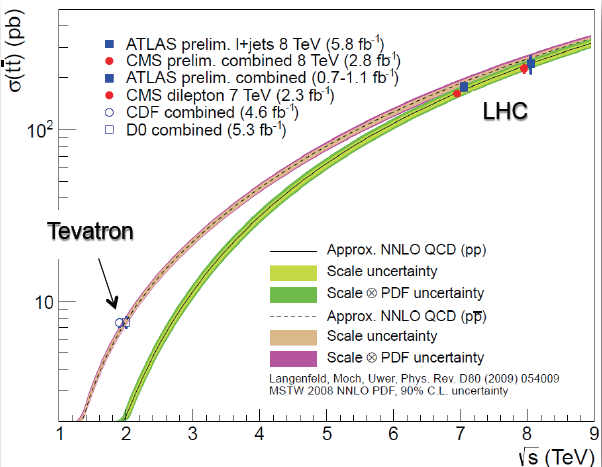 σ(tt̅) (pb)
ATLAS prelim. l+jets 8 TeV (5.8 fb⁻¹)
CMS prelim. combined 8 TeV (2.8 fb⁻¹)
ATLAS prelim. combined (0.7-1.1 fb⁻¹)
CMS dilepton 7 TeV (2.3 fb⁻¹)
CDF combined (4.6 fb⁻¹)
D0 combined (5.3 fb⁻¹)
LHC
10²
Tevatron
10
Approx. NNLO QCD (pp)
Scale uncertainty
Scale ⊗ PDF uncertainty
Approx. NNLO QCD (pp̅)
Scale uncertainty
Scale ⊗ PDF uncertainty
Langenfeld, Moch, Uwer, Phys. Rev. D80 (2009) 054009
MSTW 2008 NNLO PDF, 90% C.L. uncertainty
1 2 3 4 5 6 7 8 9
√s (TeV)